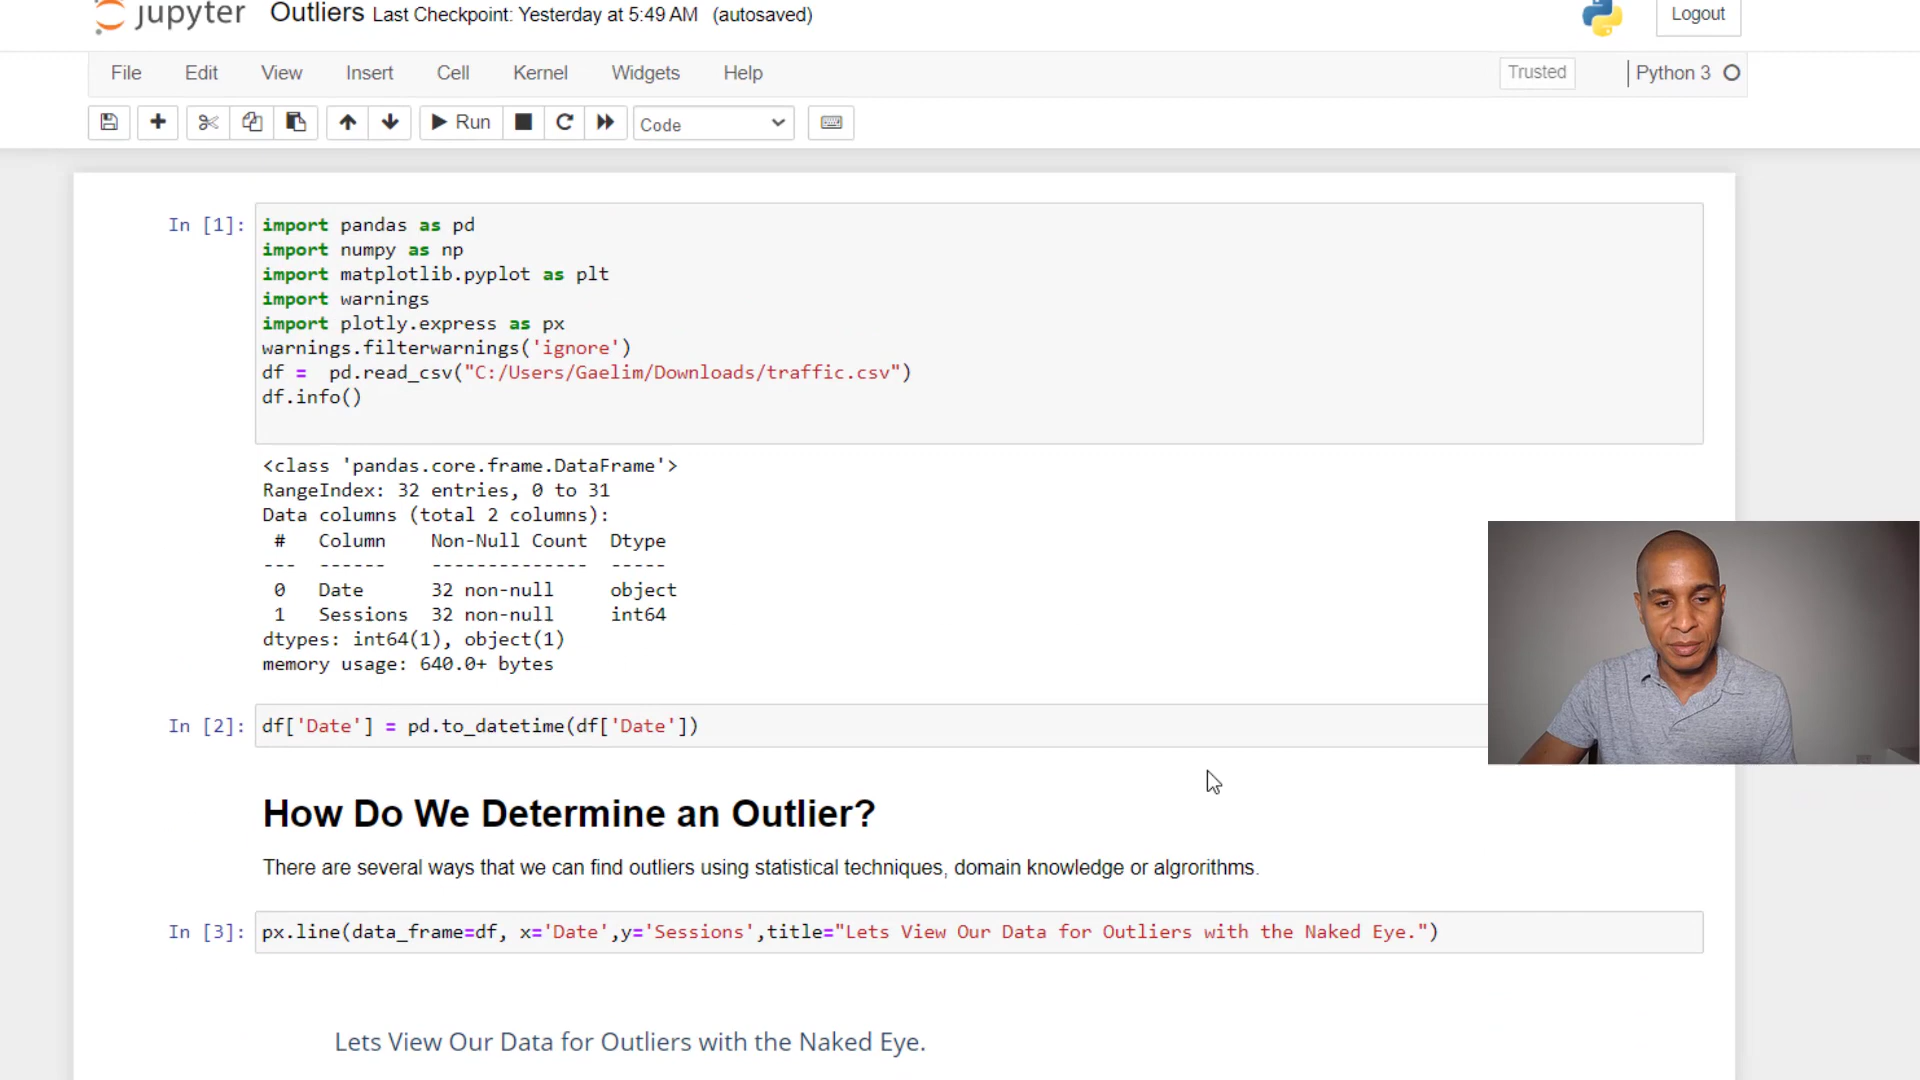 jupyter Outliers Last Checkpoint: Yesterday at 5:49 AM (autosaved) Logout
File Edit View Insert Cell Kernel Widgets Help Trusted Python 3
Run Code
In [1]: import pandas as pd
import numpy as np
import matplotlib.pyplot as plt
import warnings
import plotly.express as px
warnings.filterwarnings('ignore')
df =  pd.read_csv("C:/Users/Gaelim/Downloads/traffic.csv")
df.info()
<class 'pandas.core.frame.DataFrame'>
RangeIndex: 32 entries, 0 to 31
Data columns (total 2 columns):
 #   Column    Non-Null Count  Dtype
---  ------    --------------  -----
 0   Date      32 non-null     object
 1   Sessions  32 non-null     int64
dtypes: int64(1), object(1)
memory usage: 640.0+ bytes
In [2]: df['Date'] = pd.to_datetime(df['Date'])
How Do We Determine an Outlier?
There are several ways that we can find outliers using statistical techniques, domain knowledge or algrorithms.
In [3]: px.line(data_frame=df, x='Date',y='Sessions',title="Lets View Our Data for Outliers with the Naked Eye.")
Lets View Our Data for Outliers with the Naked Eye.